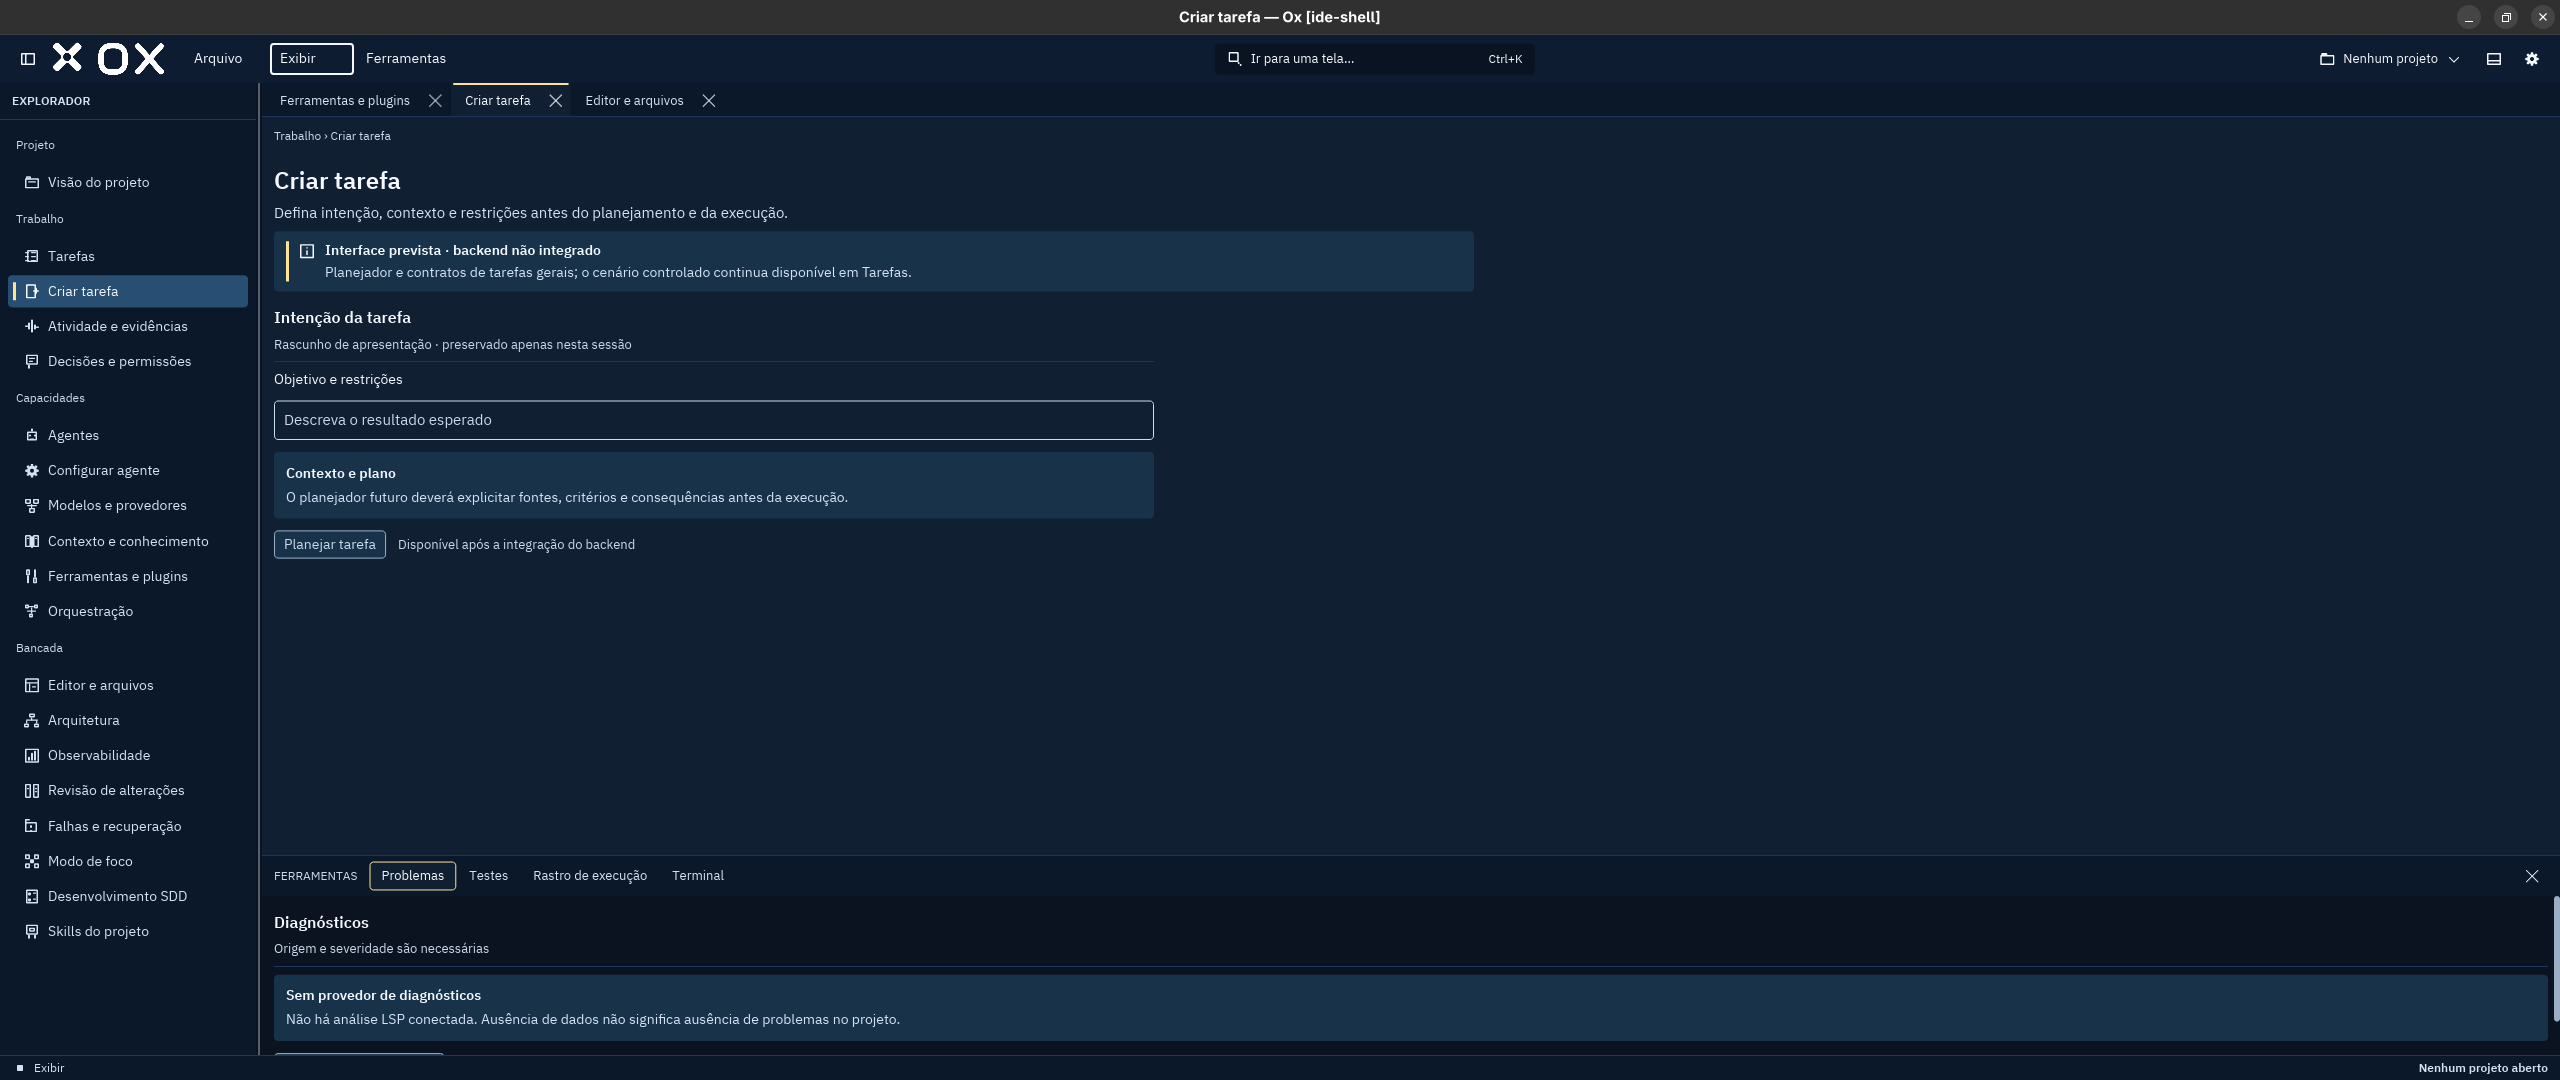 Criar tarefa — Ox [ide-shell]
OX Arquivo Exibir Ferramentas Ir para uma tela... Ctrl+K Nenhum projeto
EXPLORADOR
Projeto
Visão do projeto
Trabalho
Tarefas
Criar tarefa
Atividade e evidências
Decisões e permissões
Capacidades
Agentes
Configurar agente
Modelos e provedores
Contexto e conhecimento
Ferramentas e plugins
Orquestração
Bancada
Editor e arquivos
Arquitetura
Observabilidade
Revisão de alterações
Falhas e recuperação
Modo de foco
Desenvolvimento SDD
Skills do projeto
Ferramentas e plugins Criar tarefa Editor e arquivos
Trabalho › Criar tarefa
Criar tarefa
Defina intenção, contexto e restrições antes do planejamento e da execução.
Interface prevista · backend não integrado
Planejador e contratos de tarefas gerais; o cenário controlado continua disponível em Tarefas.
Intenção da tarefa
Rascunho de apresentação · preservado apenas nesta sessão
Objetivo e restrições
Descreva o resultado esperado
Contexto e plano
O planejador futuro deverá explicitar fontes, critérios e consequências antes da execução.
Planejar tarefa Disponível após a integração do backend
FERRAMENTAS Problemas Testes Rastro de execução Terminal
Diagnósticos
Origem e severidade são necessárias
Sem provedor de diagnósticos
Não há análise LSP conectada. Ausência de dados não significa ausência de problemas no projeto.
Exibir Nenhum projeto aberto